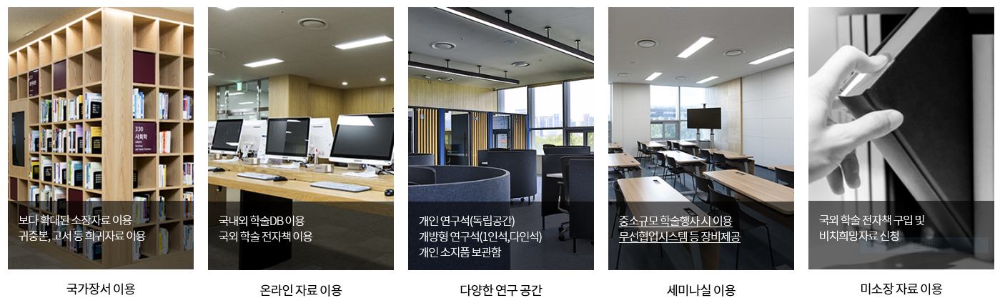 330
사회학
보다 확대된 소장자료 이용
귀중본, 고서 등 희귀자료 이용
국가장서 이용
국내외 학술DB 이용
국외 학술 전자책 이용
온라인 자료 이용
개인 연구석(독립공간)
개방형 연구석(1인석,다인석)
개인 소지품 보관함
다양한 연구 공간
중소규모 학술행사 시 이용
무선협업시스템 등 장비제공
세미나실 이용
국외 학술 전자책 구입 및
비치희망자료 신청
미소장 자료 이용